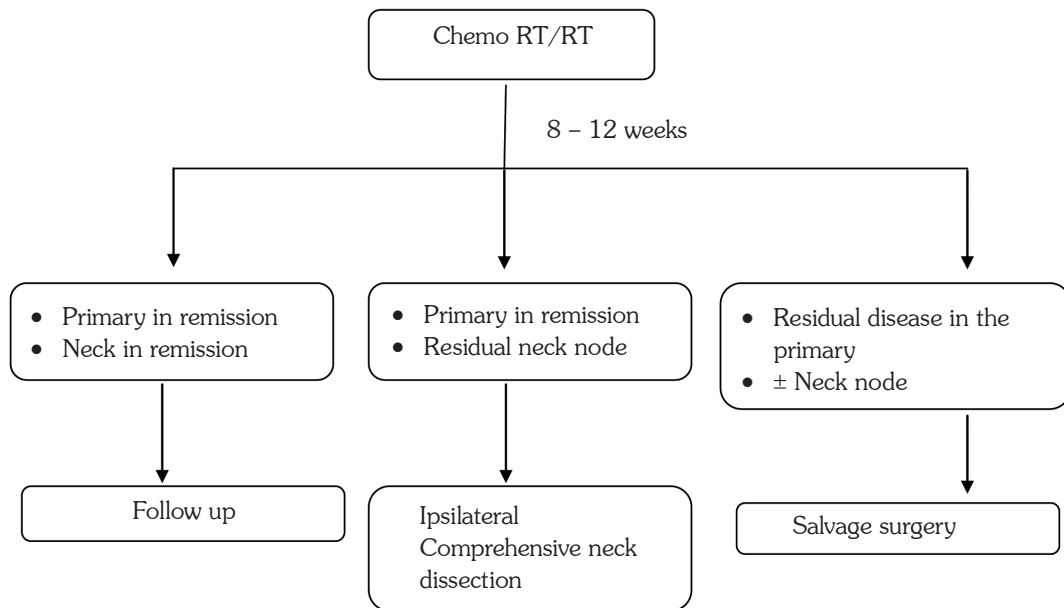 Chemo RT/RT
8 – 12 weeks
• Primary in remission
• Neck in remission
• Primary in remission
• Residual neck node
• Residual disease in the
primary
• ± Neck node
Follow up
Ipsilateral
Comprehensive neck
dissection
Salvage surgery